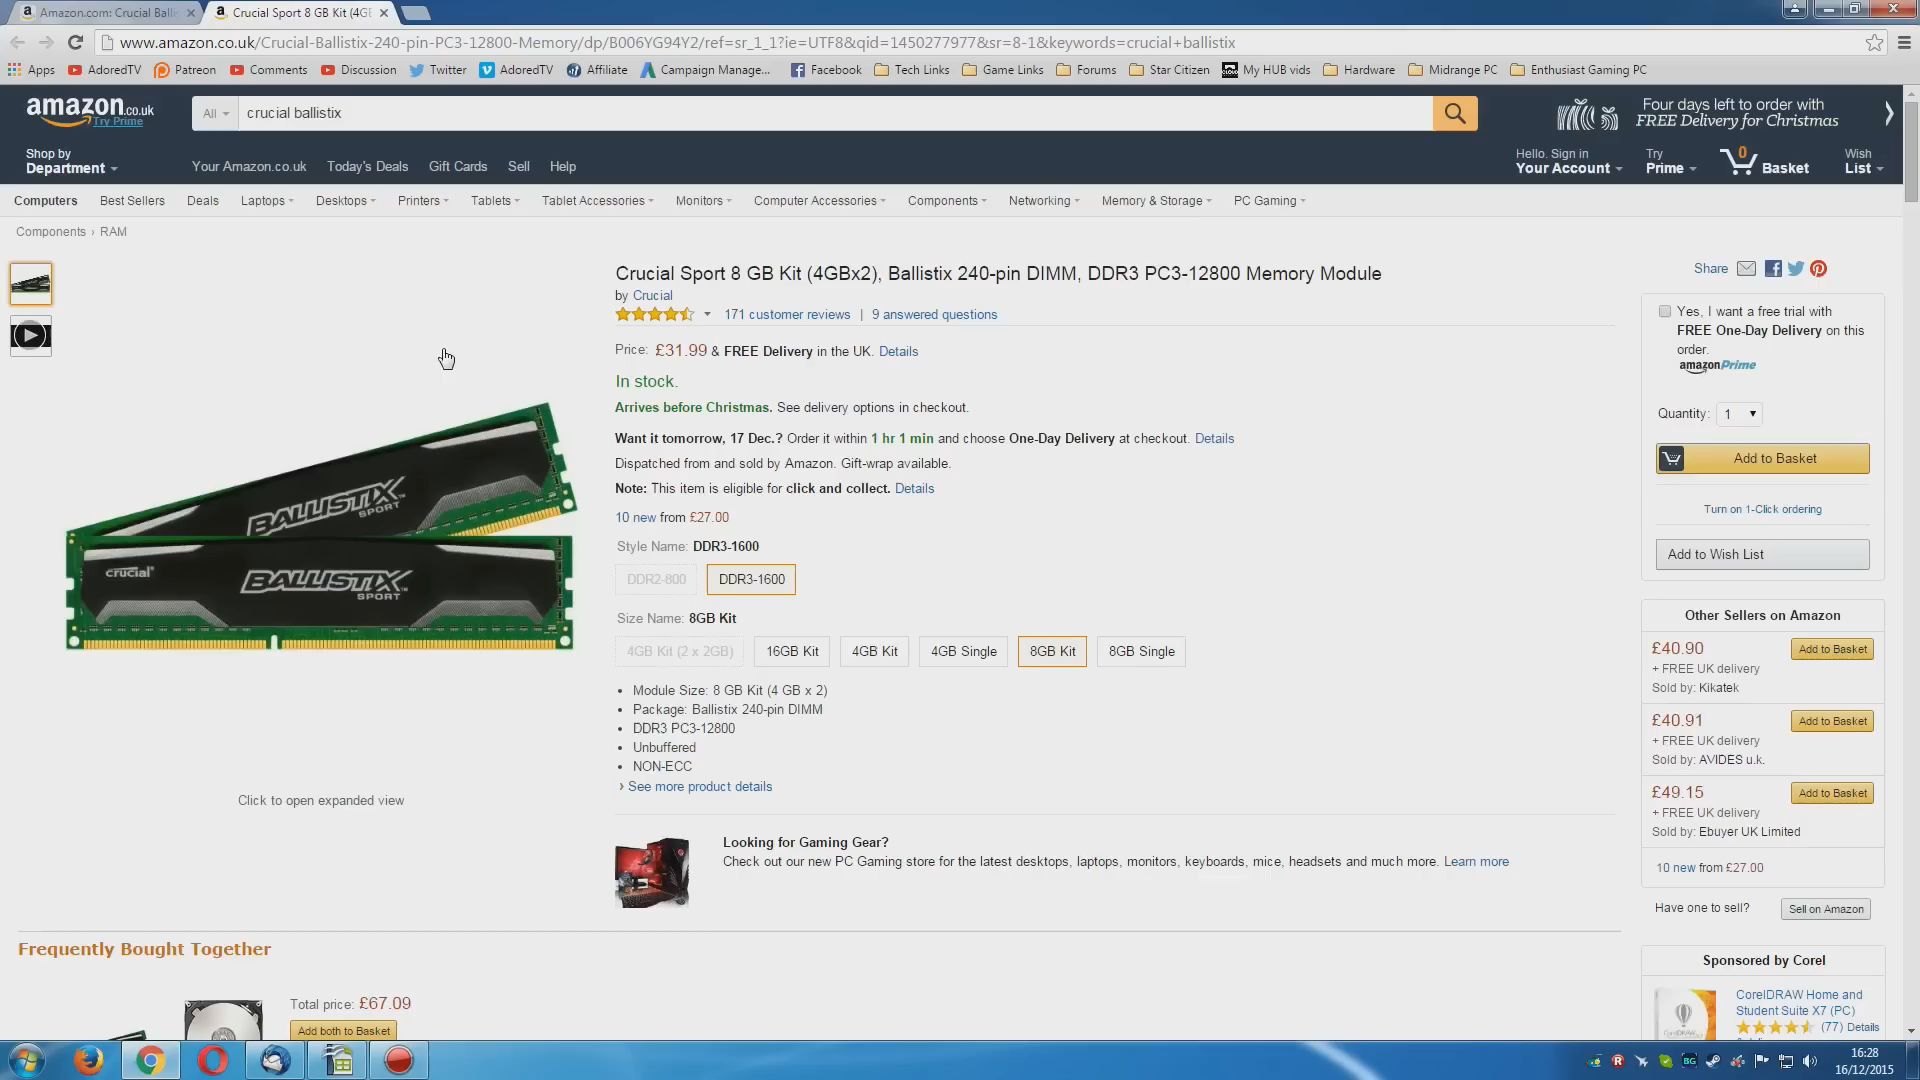 Amazon.com: Crucial Balli
Crucial Sport 8 GB Kit (4GB
www.amazon.co.uk/Crucial-Ballistix-240-pin-PC3-12800-Memory/dp/B006YG94Y2/ref=sr_1_1?ie=UTF8&qid=1450277977&sr=8-1&keywords=crucial+ballistix
Apps AdoredTV Patreon Comments Discussion Twitter AdoredTV Affiliate Campaign Manage... Facebook Tech Links Game Links Forums Star Citizen My HUB vids Hardware Midrange PC Enthusiast Gaming PC
amazon.co.uk
Try Prime
All
crucial ballistix
Four days left to order with
FREE Delivery for Christmas
Shop by
Department
Your Amazon.co.uk Today's Deals Gift Cards Sell Help
Hello. Sign in
Your Account
Try
Prime
0
Basket
Wish
List
Computers Best Sellers Deals Laptops Desktops Printers Tablets Tablet Accessories Monitors Computer Accessories Components Networking Memory & Storage PC Gaming
Components › RAM
crucial
BALLISTIX
SPORT
BALLISTIX
SPORT
Click to open expanded view
Crucial Sport 8 GB Kit (4GBx2), Ballistix 240-pin DIMM, DDR3 PC3-12800 Memory Module
by Crucial
171 customer reviews | 9 answered questions
Price: £31.99 & FREE Delivery in the UK. Details
In stock.
Arrives before Christmas. See delivery options in checkout.
Want it tomorrow, 17 Dec.? Order it within 1 hr 1 min and choose One-Day Delivery at checkout. Details
Dispatched from and sold by Amazon. Gift-wrap available.
Note: This item is eligible for click and collect. Details
10 new from £27.00
Style Name: DDR3-1600
DDR2-800 DDR3-1600
Size Name: 8GB Kit
4GB Kit (2 x 2GB) 16GB Kit 4GB Kit 4GB Single 8GB Kit 8GB Single
• Module Size: 8 GB Kit (4 GB x 2)
• Package: Ballistix 240-pin DIMM
• DDR3 PC3-12800
• Unbuffered
• NON-ECC
› See more product details
Looking for Gaming Gear?
Check out our new PC Gaming store for the latest desktops, laptops, monitors, keyboards, mice, headsets and much more. Learn more
Share
Yes, I want a free trial with
FREE One-Day Delivery on this
order.
amazonPrime
Quantity: 1
Add to Basket
Turn on 1-Click ordering
Add to Wish List
Other Sellers on Amazon
£40.90 Add to Basket
+ FREE UK delivery
Sold by: Kikatek
£40.91 Add to Basket
+ FREE UK delivery
Sold by: AVIDES u.k.
£49.15 Add to Basket
+ FREE UK delivery
Sold by: Ebuyer UK Limited
10 new from £27.00
Have one to sell? Sell on Amazon
Sponsored by Corel
CorelDRAW Home and
Student Suite X7 (PC)
(77) Details
Frequently Bought Together
Total price: £67.09
Add both to Basket
16:28
16/12/2015